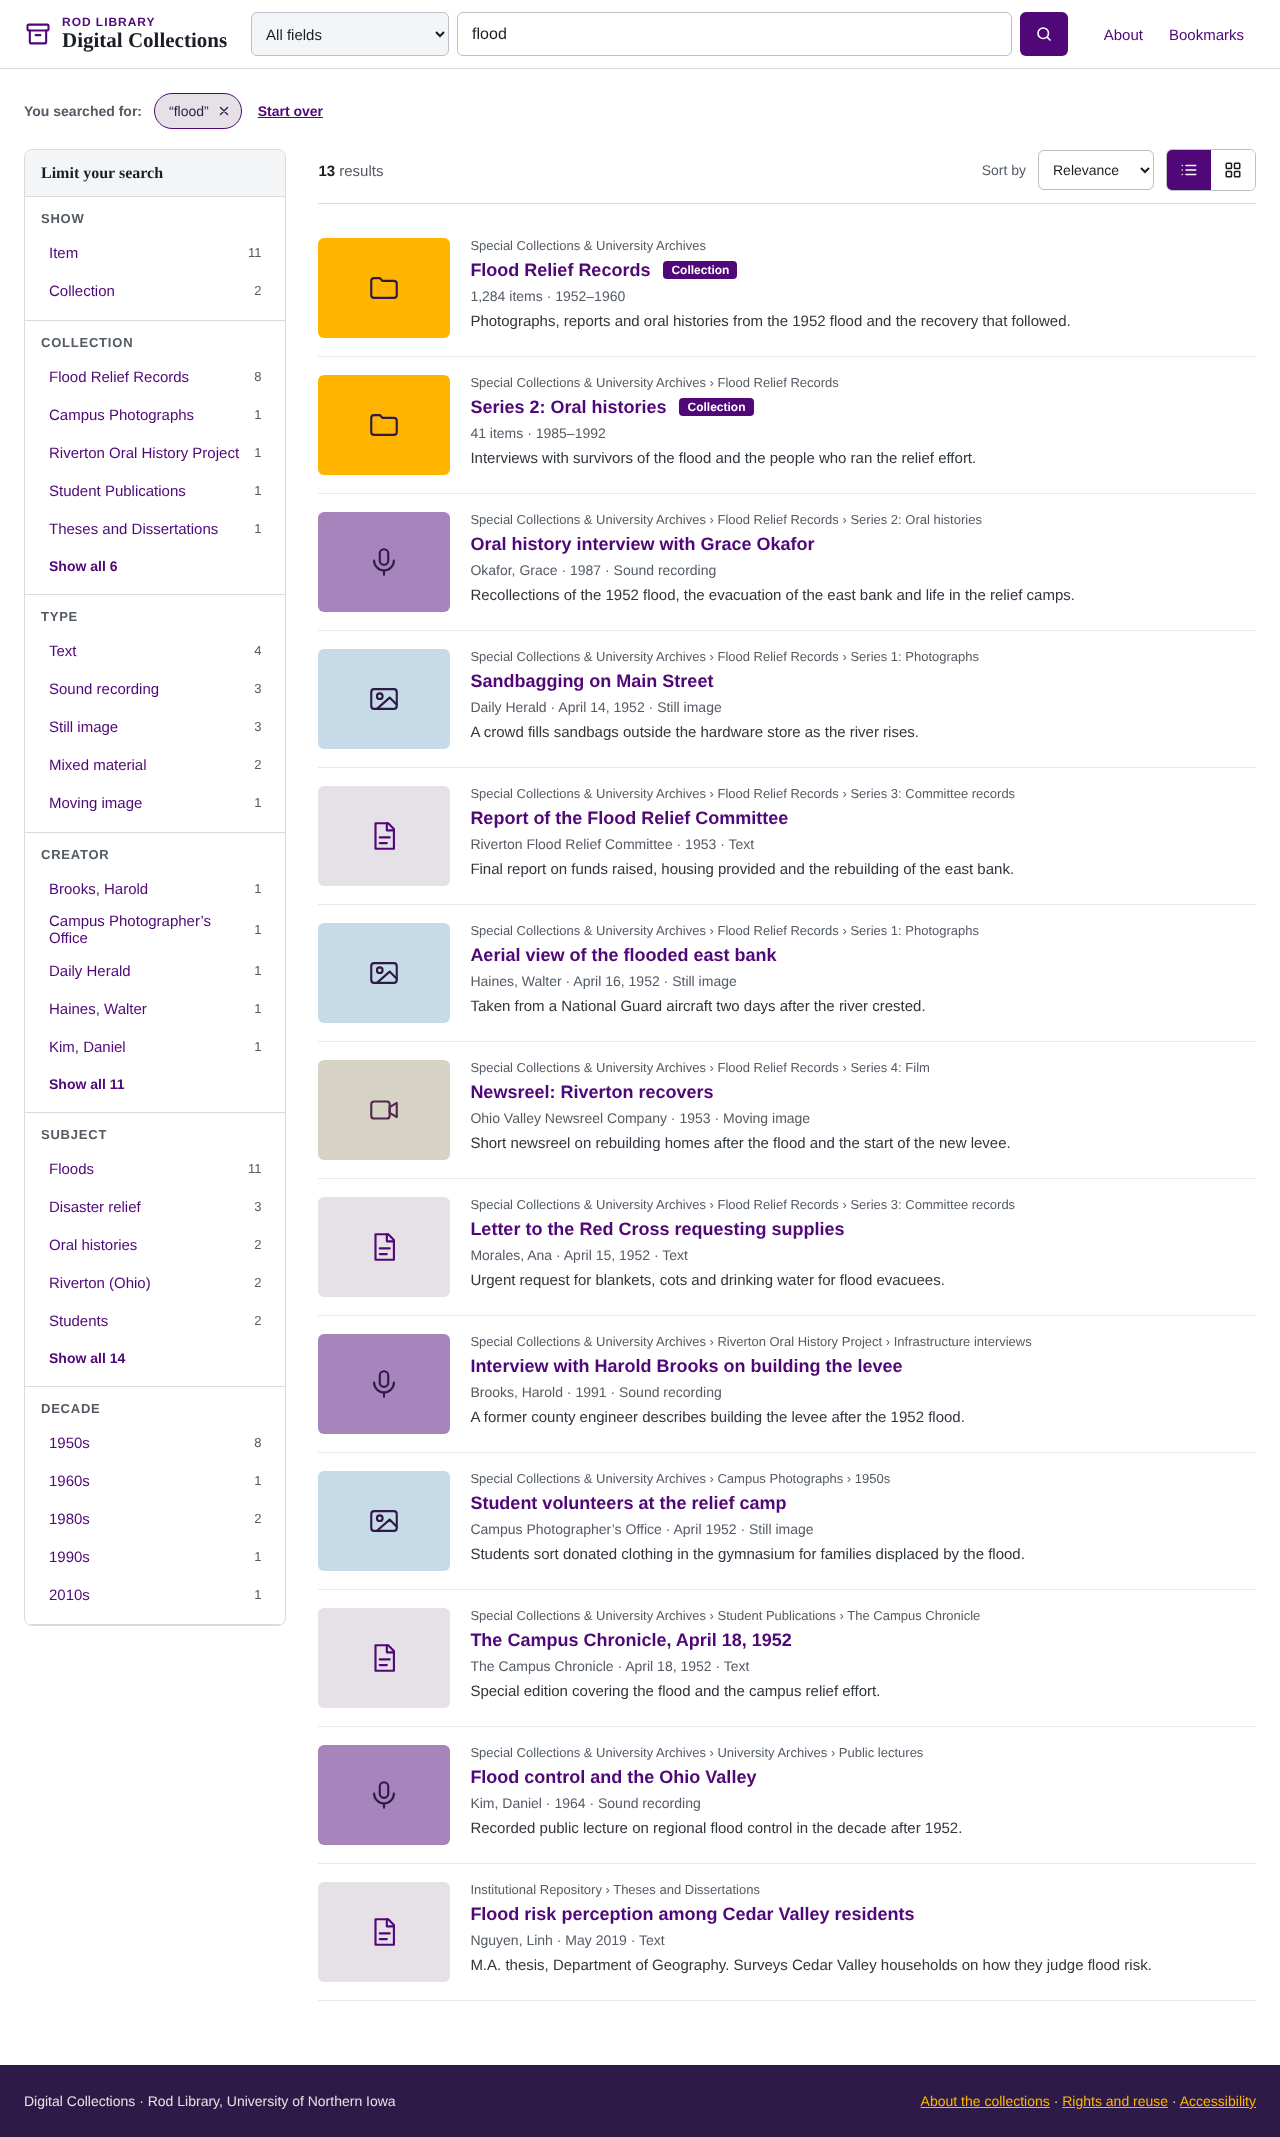 ROD LIBRARY
Digital Collections
All fields
flood
About
Bookmarks
You searched for:
“flood” ✕
Start over
Limit your search
SHOW
Item 11
Collection 2
COLLECTION
Flood Relief Records 8
Campus Photographs 1
Riverton Oral History Project 1
Student Publications 1
Theses and Dissertations 1
Show all 6
TYPE
Text 4
Sound recording 3
Still image 3
Mixed material 2
Moving image 1
CREATOR
Brooks, Harold 1
Campus Photographer’s
Office 1
Daily Herald 1
Haines, Walter 1
Kim, Daniel 1
Show all 11
SUBJECT
Floods 11
Disaster relief 3
Oral histories 2
Riverton (Ohio) 2
Students 2
Show all 14
DECADE
1950s 8
1960s 1
1980s 2
1990s 1
2010s 1
13 results
Sort by
Relevance
Special Collections & University Archives
Flood Relief Records Collection
1,284 items · 1952–1960
Photographs, reports and oral histories from the 1952 flood and the recovery that followed.
Special Collections & University Archives › Flood Relief Records
Series 2: Oral histories Collection
41 items · 1985–1992
Interviews with survivors of the flood and the people who ran the relief effort.
Special Collections & University Archives › Flood Relief Records › Series 2: Oral histories
Oral history interview with Grace Okafor
Okafor, Grace · 1987 · Sound recording
Recollections of the 1952 flood, the evacuation of the east bank and life in the relief camps.
Special Collections & University Archives › Flood Relief Records › Series 1: Photographs
Sandbagging on Main Street
Daily Herald · April 14, 1952 · Still image
A crowd fills sandbags outside the hardware store as the river rises.
Special Collections & University Archives › Flood Relief Records › Series 3: Committee records
Report of the Flood Relief Committee
Riverton Flood Relief Committee · 1953 · Text
Final report on funds raised, housing provided and the rebuilding of the east bank.
Special Collections & University Archives › Flood Relief Records › Series 1: Photographs
Aerial view of the flooded east bank
Haines, Walter · April 16, 1952 · Still image
Taken from a National Guard aircraft two days after the river crested.
Special Collections & University Archives › Flood Relief Records › Series 4: Film
Newsreel: Riverton recovers
Ohio Valley Newsreel Company · 1953 · Moving image
Short newsreel on rebuilding homes after the flood and the start of the new levee.
Special Collections & University Archives › Flood Relief Records › Series 3: Committee records
Letter to the Red Cross requesting supplies
Morales, Ana · April 15, 1952 · Text
Urgent request for blankets, cots and drinking water for flood evacuees.
Special Collections & University Archives › Riverton Oral History Project › Infrastructure interviews
Interview with Harold Brooks on building the levee
Brooks, Harold · 1991 · Sound recording
A former county engineer describes building the levee after the 1952 flood.
Special Collections & University Archives › Campus Photographs › 1950s
Student volunteers at the relief camp
Campus Photographer’s Office · April 1952 · Still image
Students sort donated clothing in the gymnasium for families displaced by the flood.
Special Collections & University Archives › Student Publications › The Campus Chronicle
The Campus Chronicle, April 18, 1952
The Campus Chronicle · April 18, 1952 · Text
Special edition covering the flood and the campus relief effort.
Special Collections & University Archives › University Archives › Public lectures
Flood control and the Ohio Valley
Kim, Daniel · 1964 · Sound recording
Recorded public lecture on regional flood control in the decade after 1952.
Institutional Repository › Theses and Dissertations
Flood risk perception among Cedar Valley residents
Nguyen, Linh · May 2019 · Text
M.A. thesis, Department of Geography. Surveys Cedar Valley households on how they judge flood risk.
Digital Collections · Rod Library, University of Northern Iowa
About the collections · Rights and reuse · Accessibility